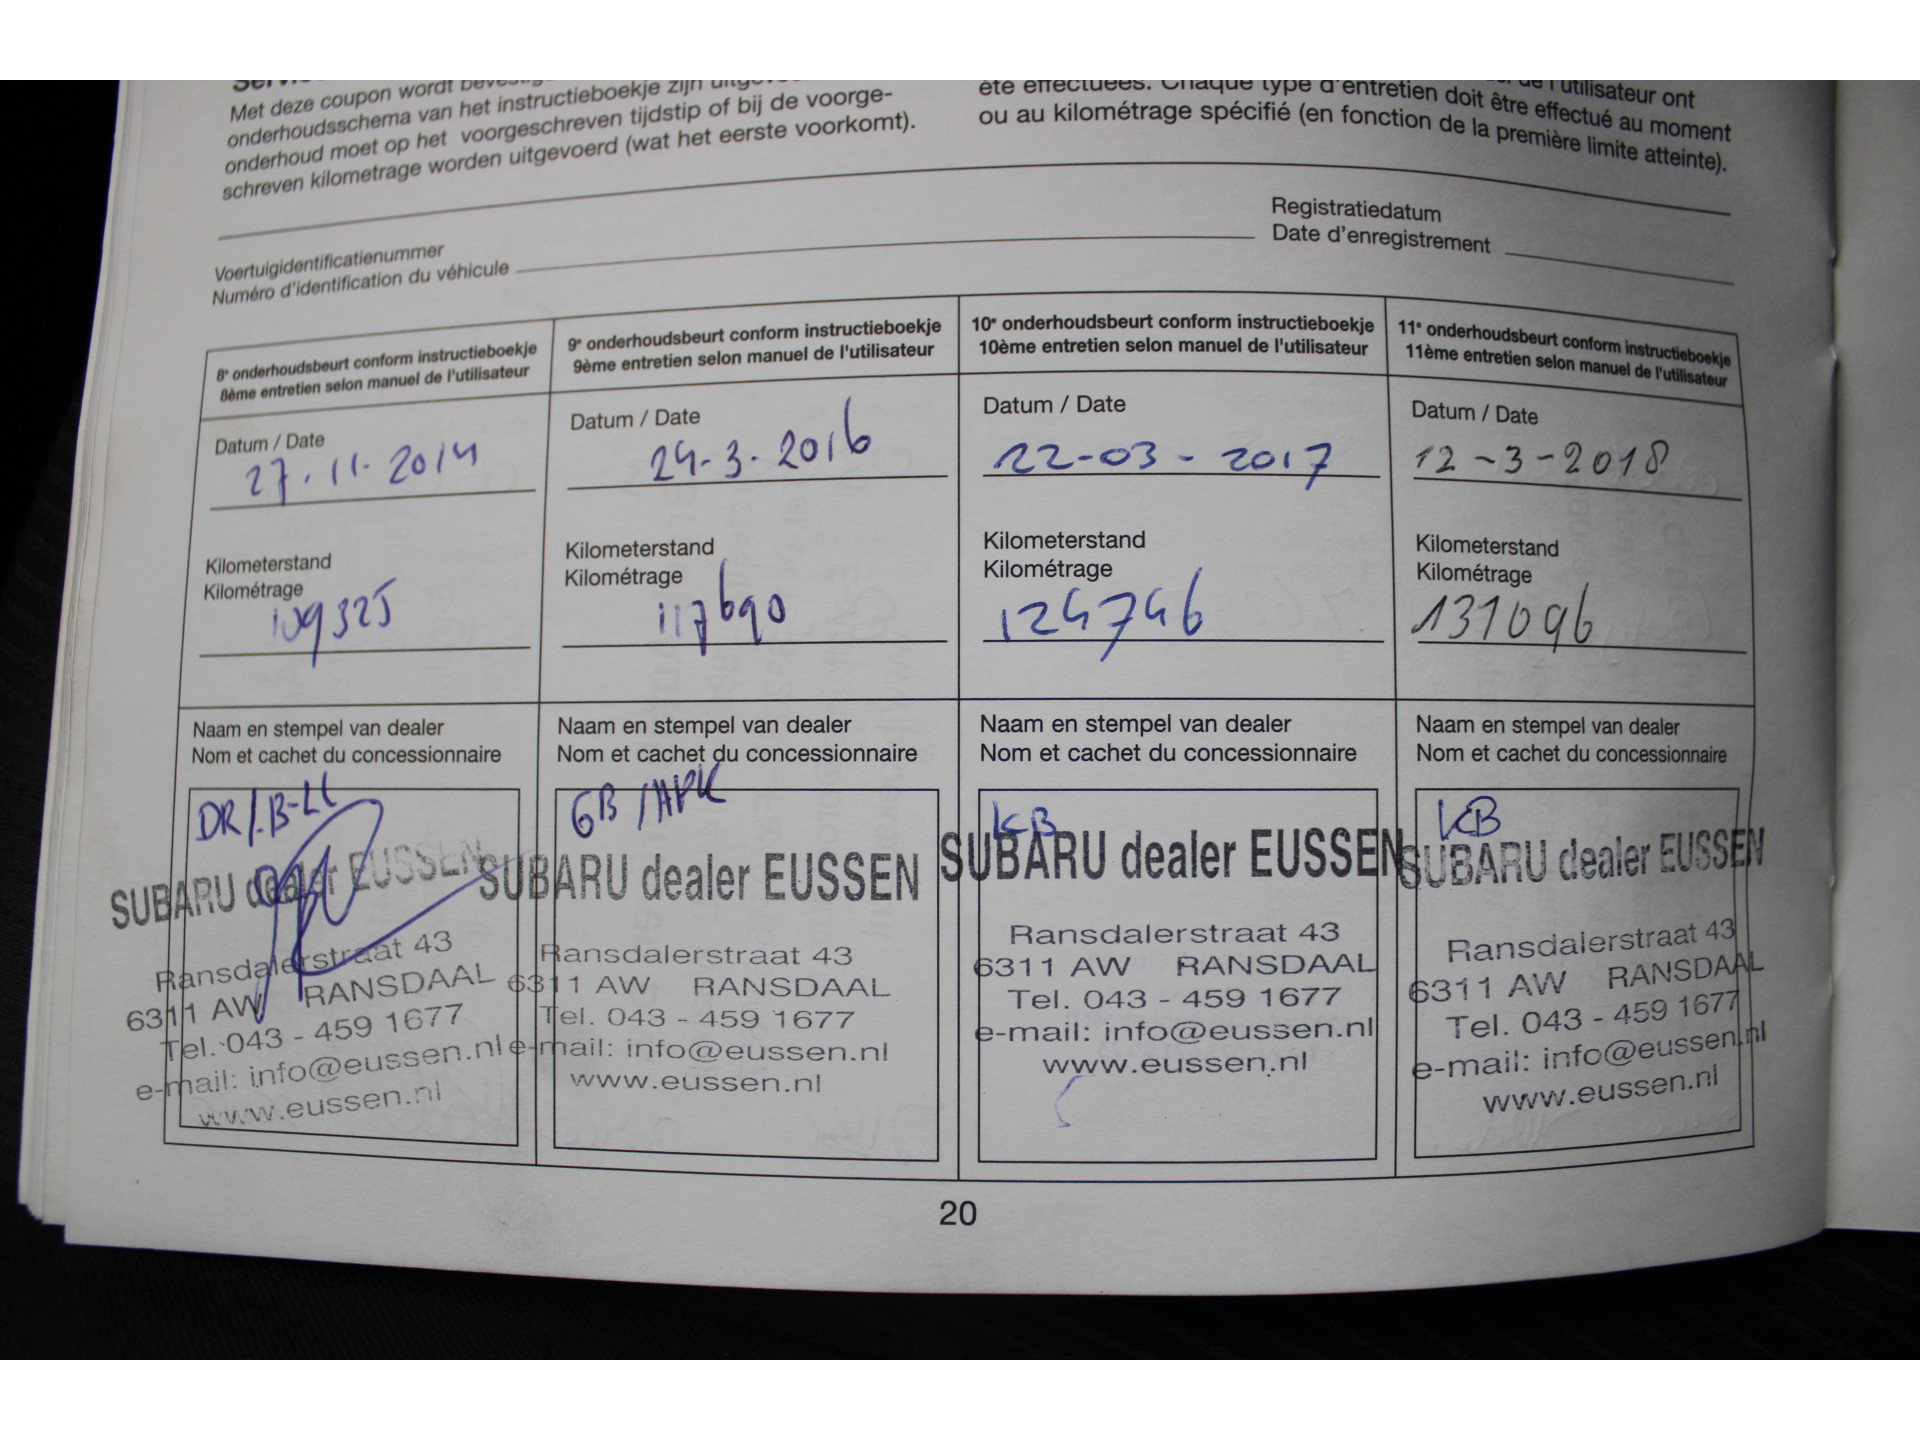 Met deze coupon wordt
onderhoudsschema van het instructieboekje zijn
onderhoud moet op het voorgeschreven tijdstip of bij de voorge-
schreven kilometrage worden uitgevoerd (wat het eerste voorkomt).
de l'utilisateur ont
été effectuées. Chaque type d'entretien doit être effectué au moment
ou au kilométrage spécifié (en fonction de la première limite atteinte).
Voertuigidentificatienummer
Numéro d'identification du véhicule
Registratiedatum
Date d'enregistrement
8e onderhoudsbeurt conform instructieboekje
8ème entretien selon manuel de l'utilisateur
Datum / Date
27.11.2014
Kilometerstand
Kilométrage
109325
Naam en stempel van dealer
Nom et cachet du concessionnaire
SUBARU dealer EUSSEN
Ransdalerstraat 43
6311 AW RANSDAAL
Tel. 043 - 459 1677
e-mail: info@eussen.nl
www.eussen.nl
9e onderhoudsbeurt conform instructieboekje
9ème entretien selon manuel de l'utilisateur
Datum / Date
24-3-2016
Kilometerstand
Kilométrage
117690
Naam en stempel van dealer
Nom et cachet du concessionnaire
GB/APK
SUBARU dealer EUSSEN
Ransdalerstraat 43
6311 AW RANSDAAL
Tel. 043 - 459 1677
e-mail: info@eussen.nl
www.eussen.nl
10e onderhoudsbeurt conform instructieboekje
10ème entretien selon manuel de l'utilisateur
Datum / Date
22-03-2017
Kilometerstand
Kilométrage
124746
Naam en stempel van dealer
Nom et cachet du concessionnaire
KB
SUBARU dealer EUSSEN
Ransdalerstraat 43
6311 AW RANSDAAL
Tel. 043 - 459 1677
e-mail: info@eussen.nl
www.eussen.nl
11e onderhoudsbeurt conform instructieboekje
11ème entretien selon manuel de l'utilisateur
Datum / Date
12-3-2018
Kilometerstand
Kilométrage
131096
Naam en stempel van dealer
Nom et cachet du concessionnaire
KB
SUBARU dealer EUSSEN
Ransdalerstraat 43
6311 AW RANSDAAL
Tel. 043 - 459 1677
e-mail: info@eussen.nl
www.eussen.nl
20